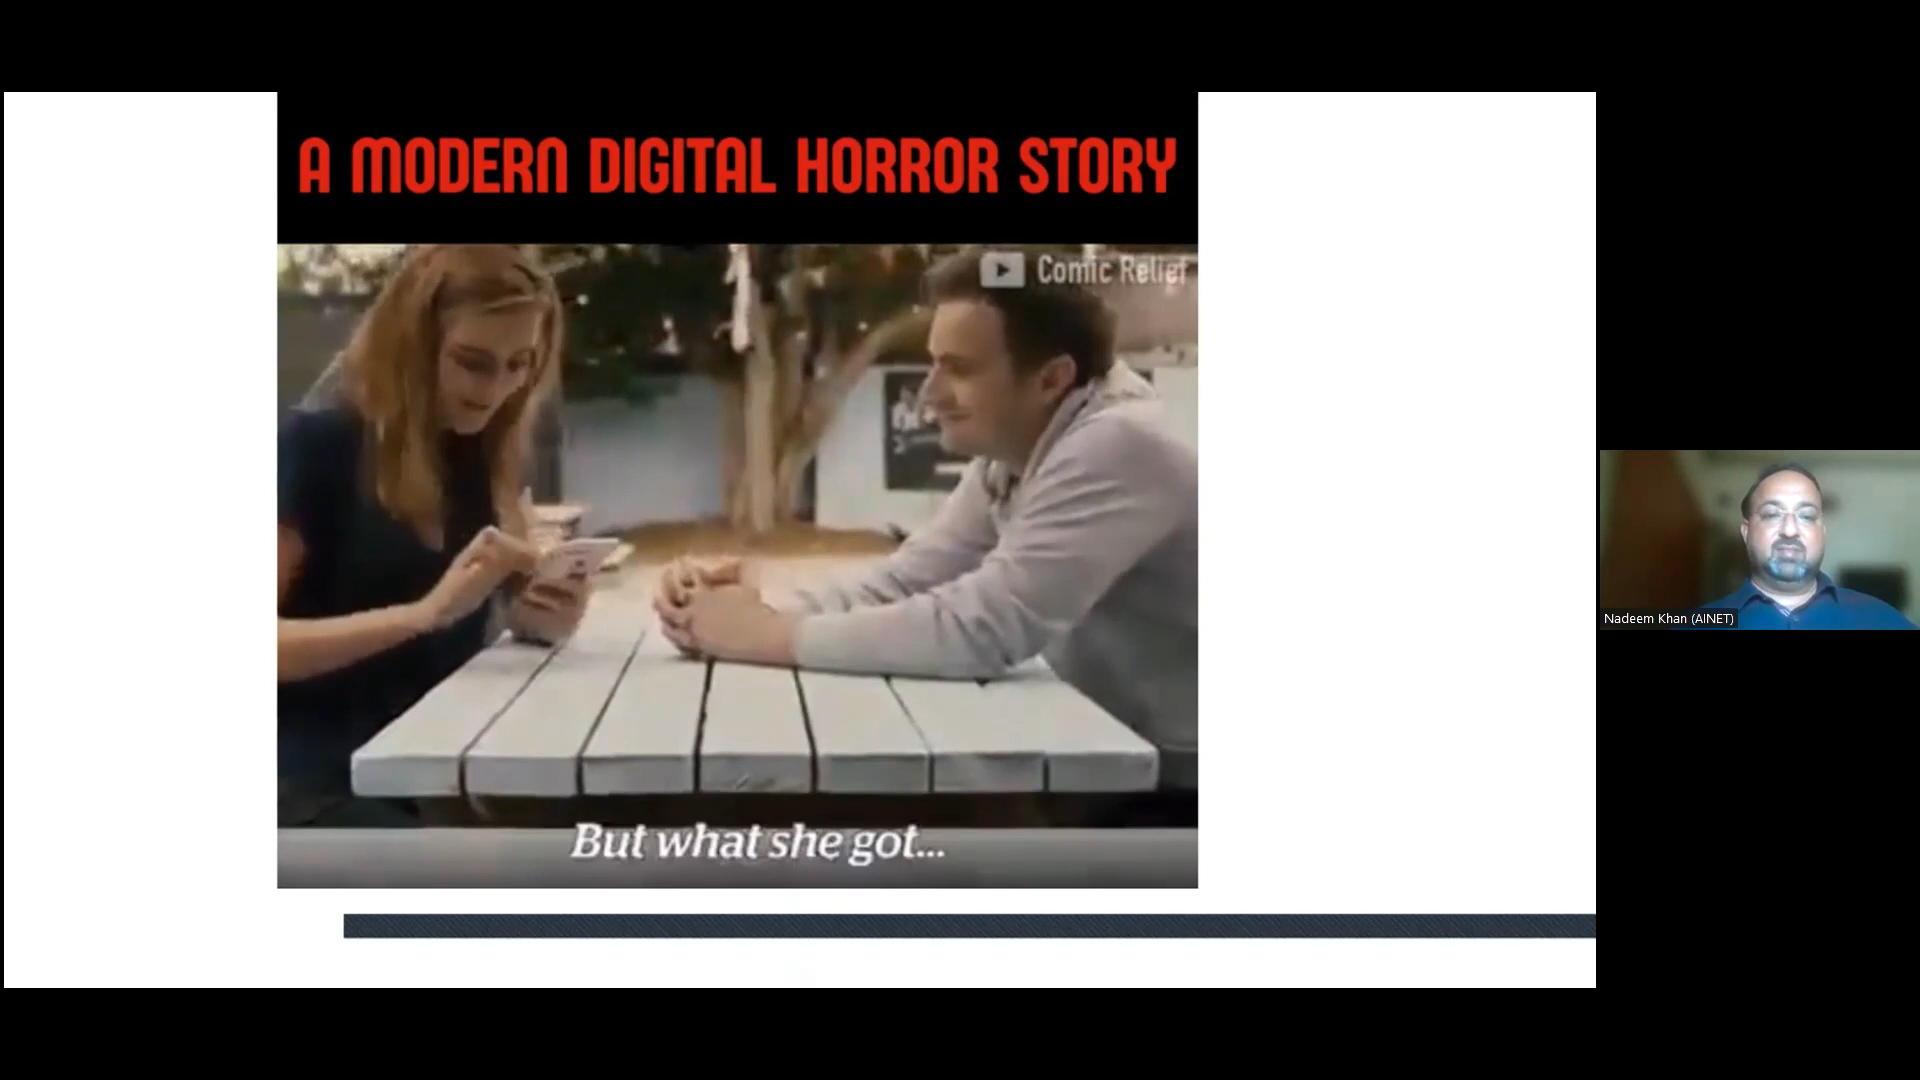 A MODERN DIGITAL HORROR STORY
Comic Relief
But what she got...
Nadeem Khan (AINET)